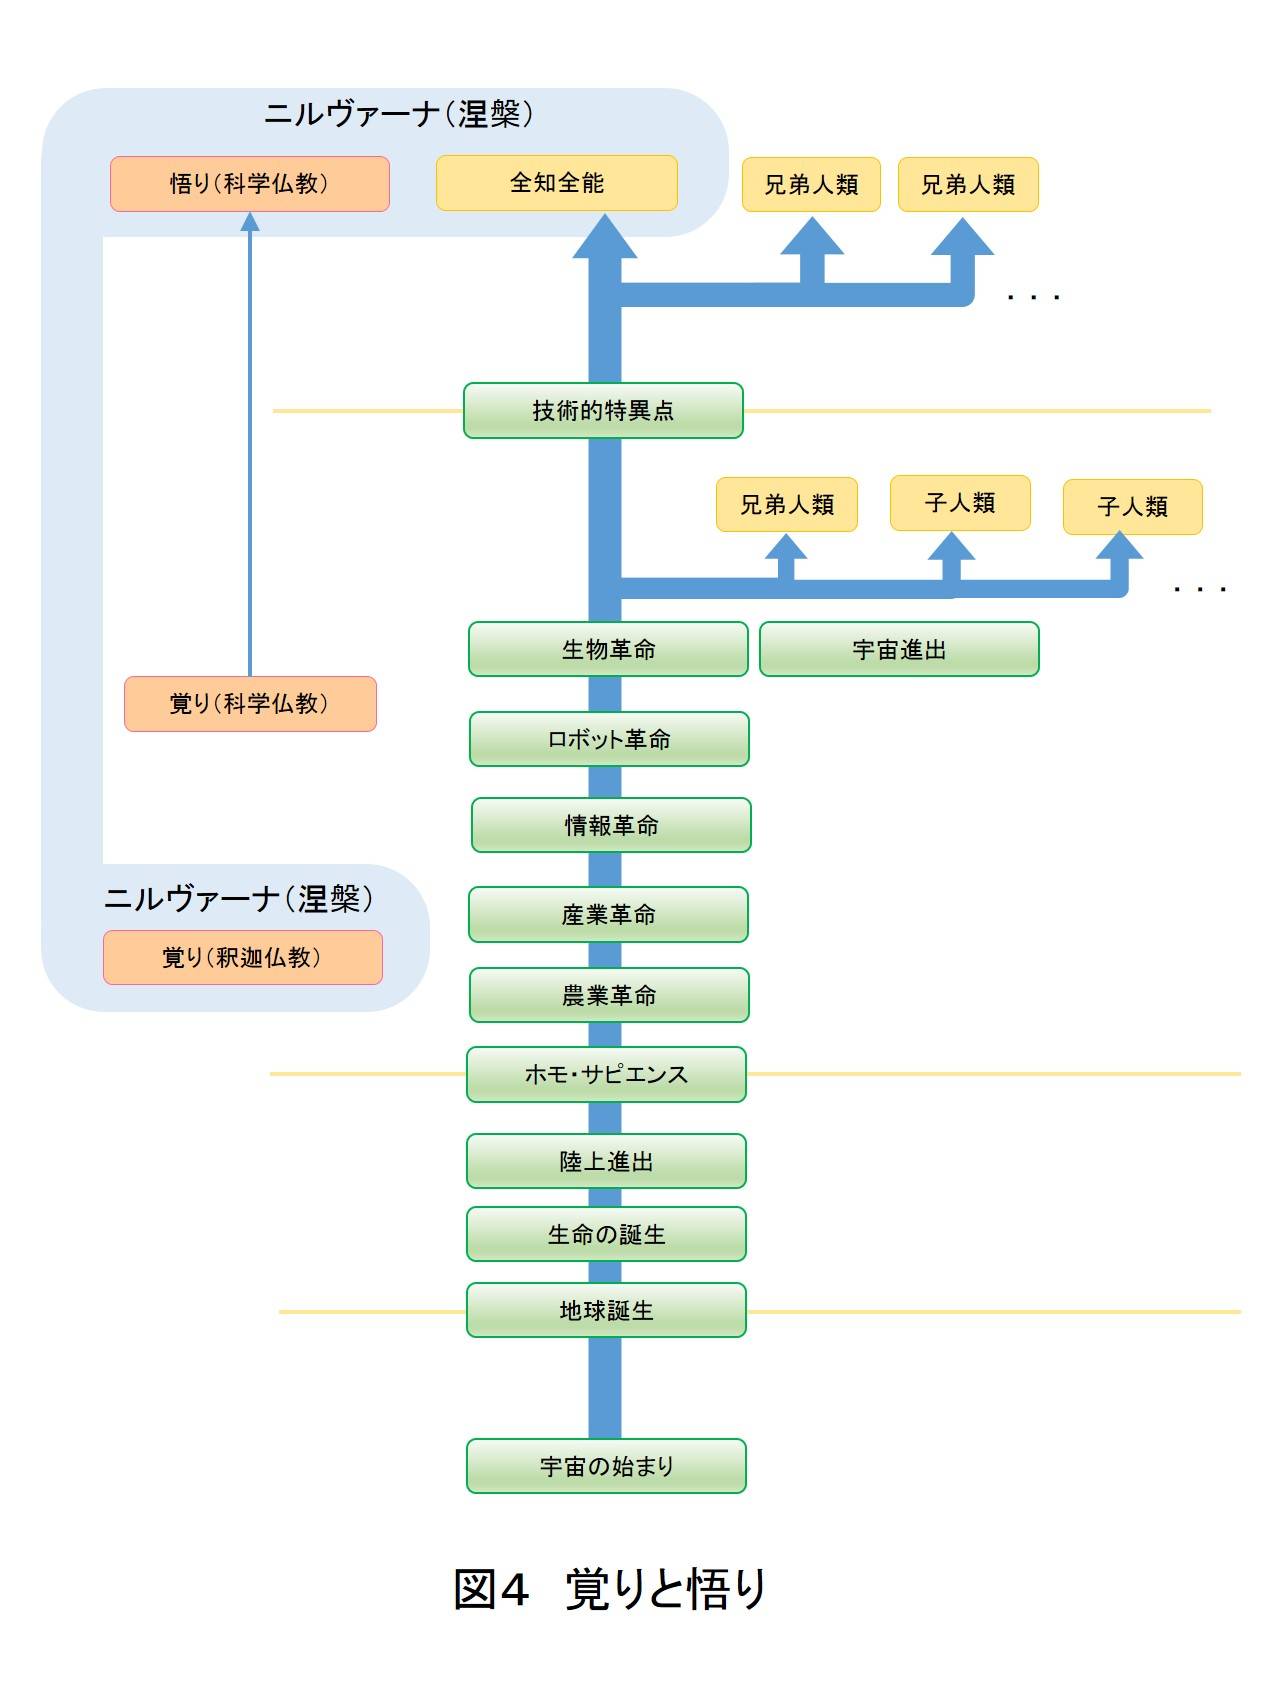 ニルヴァーナ（涅槃）
悟り（科学仏教）
全知全能
兄弟人類
兄弟人類
・・・
技術的特異点
兄弟人類
子人類
子人類
・・・
生物革命
宇宙進出
覚り（科学仏教）
ロボット革命
情報革命
ニルヴァーナ（涅槃）
産業革命
覚り（釈迦仏教）
農業革命
ホモ・サピエンス
陸上進出
生命の誕生
地球誕生
宇宙の始まり
図４　覚りと悟り